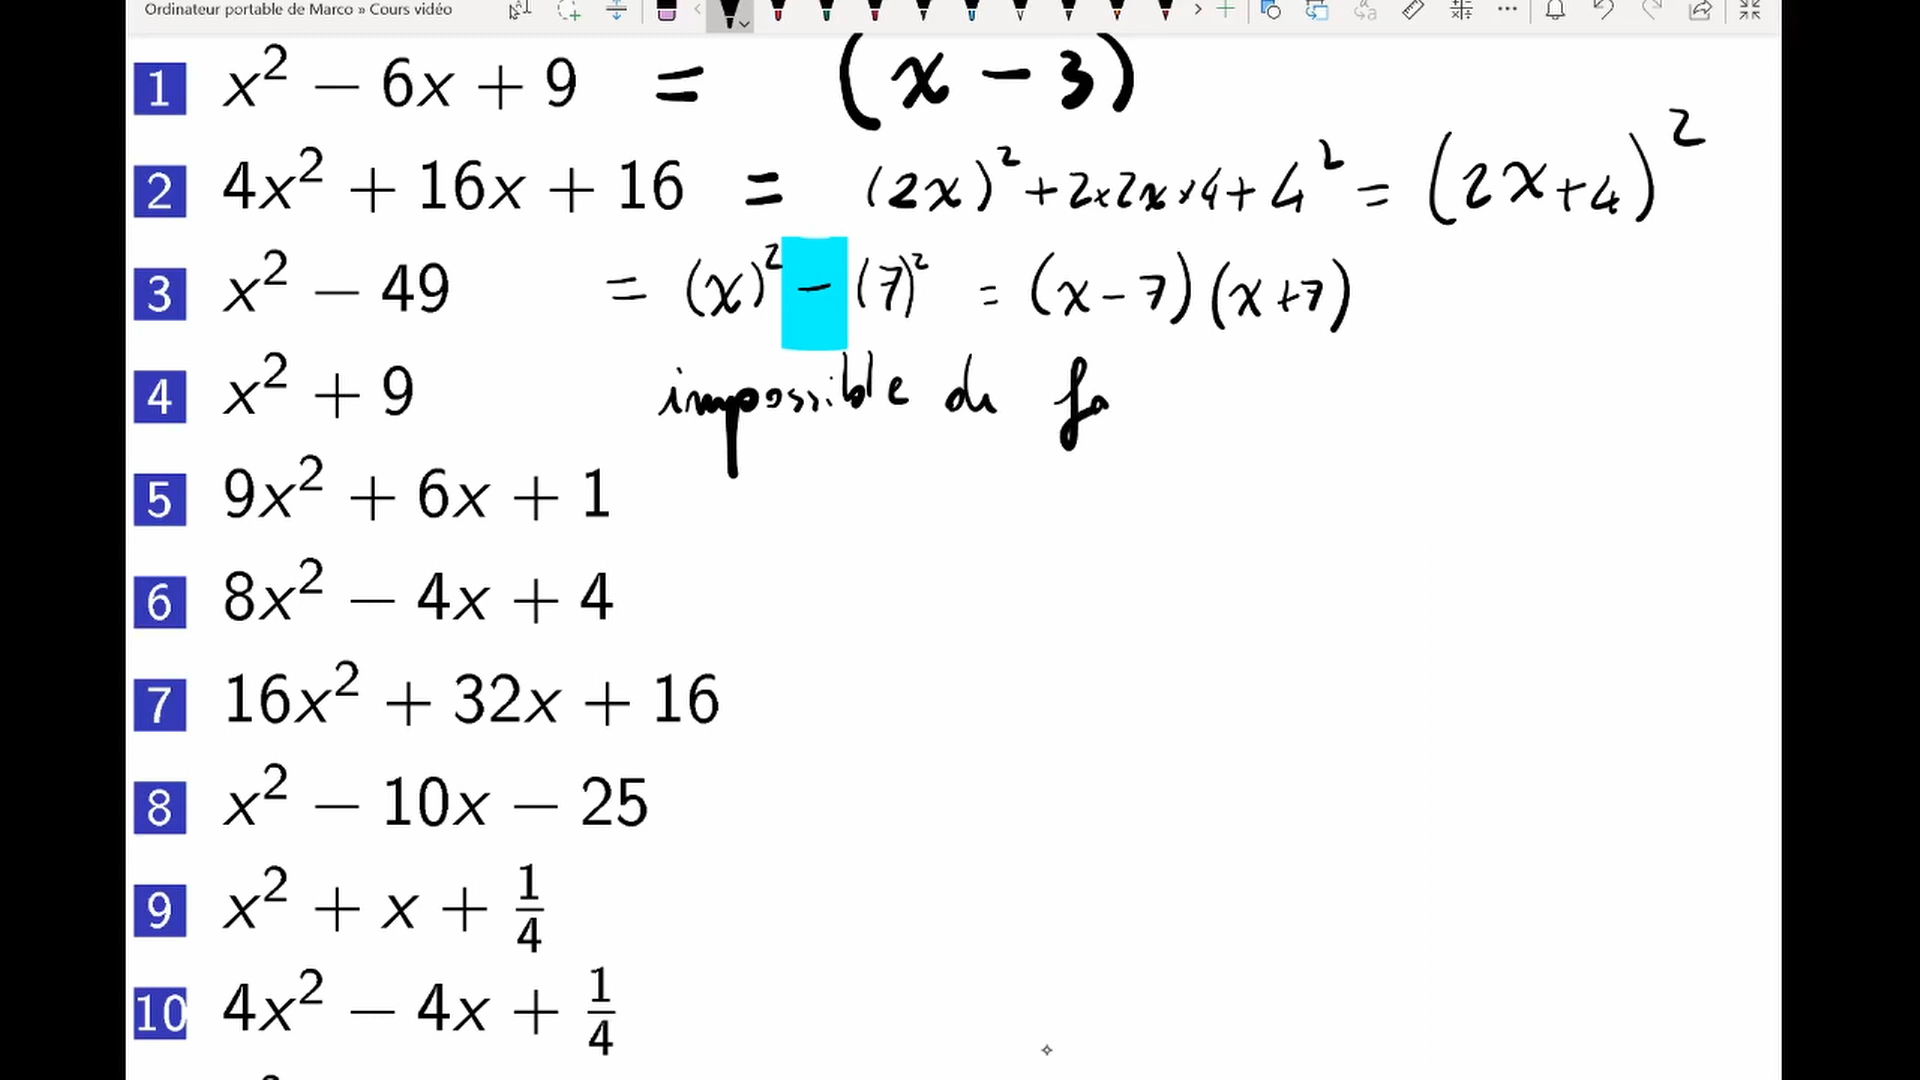 Ordinateur portable de Marco » Cours vidéo
1 x² − 6x + 9 = (x − 3)
2 4x² + 16x + 16 = (2x)² + 2×2x×4 + 4² = (2x+4)²
3 x² − 49 = (x)² − (7)² = (x − 7)(x + 7)
4 x² + 9 impossible de fa
5 9x² + 6x + 1
6 8x² − 4x + 4
7 16x² + 32x + 16
8 x² − 10x − 25
9 x² + x + 1/4
10 4x² − 4x + 1/4